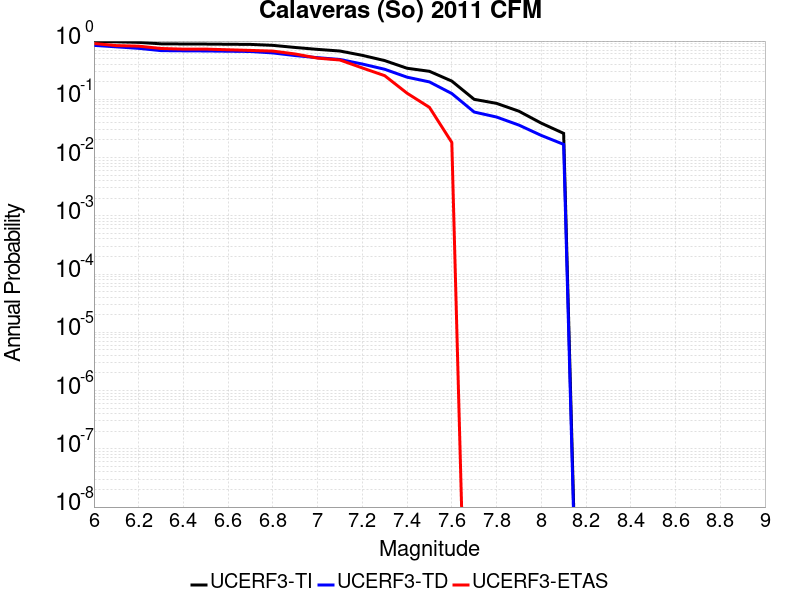 Calaveras (So) 2011 CFM
10^0
10^-1
10^-2
10^-3
10^-4
10^-5
10^-6
10^-7
10^-8
Annual Probability
6 6.2 6.4 6.6 6.8 7 7.2 7.4 7.6 7.8 8 8.2 8.4 8.6 8.8 9
Magnitude
UCERF3-TI UCERF3-TD UCERF3-ETAS